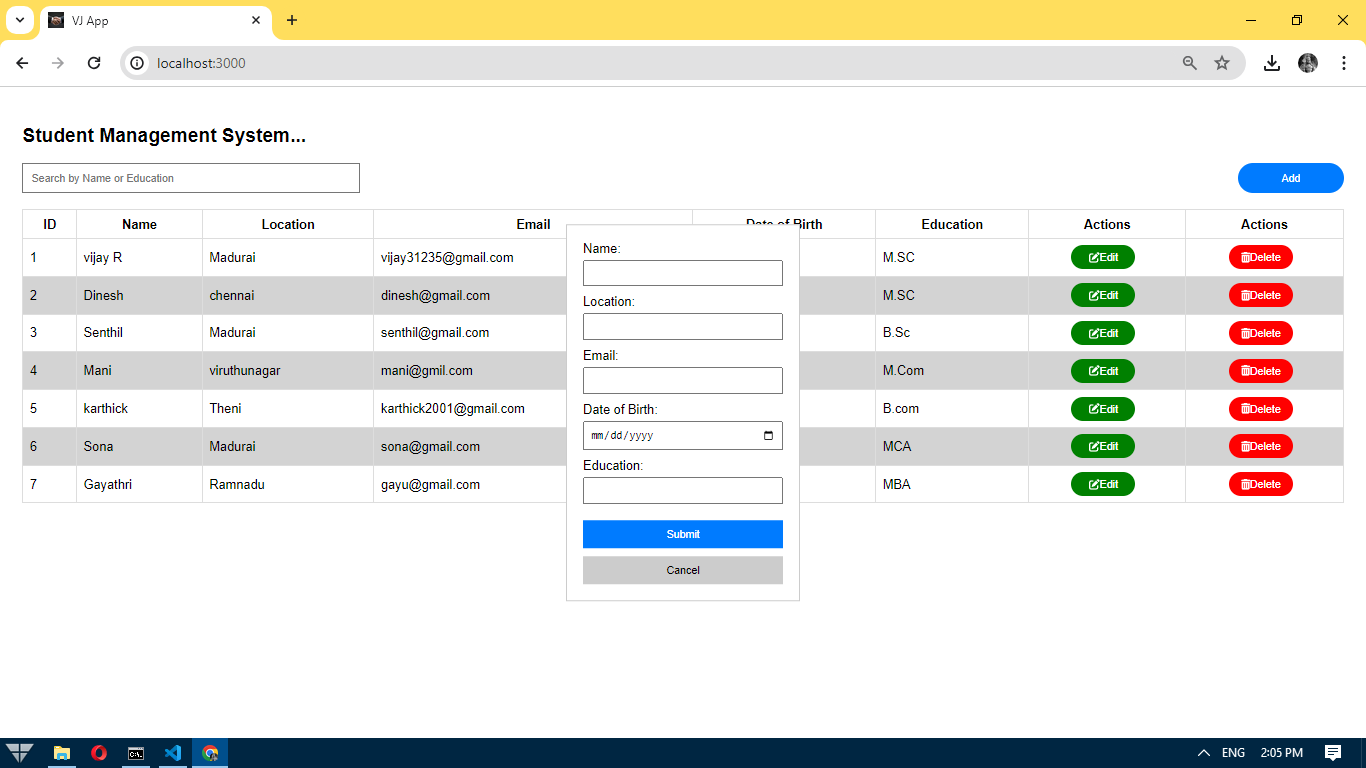 VJ App
localhost:3000
Student Management System...
Search by Name or Education
Add
ID Name Location Email Date of Birth Education Actions Actions
1 vijay R Madurai vijay31235@gmail.com M.SC Edit Delete
2 Dinesh chennai dinesh@gmail.com M.SC Edit Delete
3 Senthil Madurai senthil@gmail.com B.Sc Edit Delete
4 Mani viruthunagar mani@gmil.com M.Com Edit Delete
5 karthick Theni karthick2001@gmail.com B.com Edit Delete
6 Sona Madurai sona@gmail.com MCA Edit Delete
7 Gayathri Ramnadu gayu@gmail.com MBA Edit Delete
Name:
Location:
Email:
Date of Birth:
mm/dd/yyyy
Education:
Submit
Cancel
ENG 2:05 PM